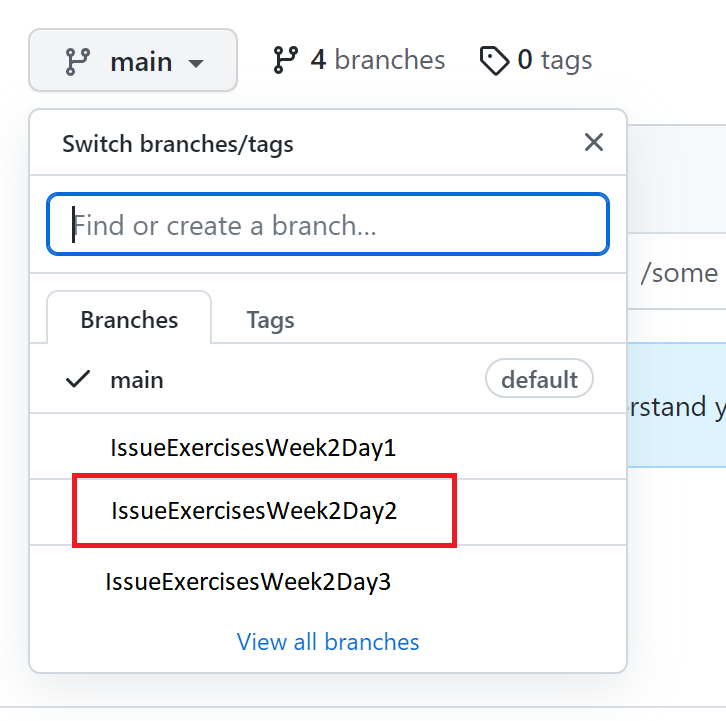 main 4 branches 0 tags
Switch branches/tags
Find or create a branch...
/some
Branches Tags
main default
rstand y
IssueExercisesWeek2Day1
IssueExercisesWeek2Day2
IssueExercisesWeek2Day3
View all branches